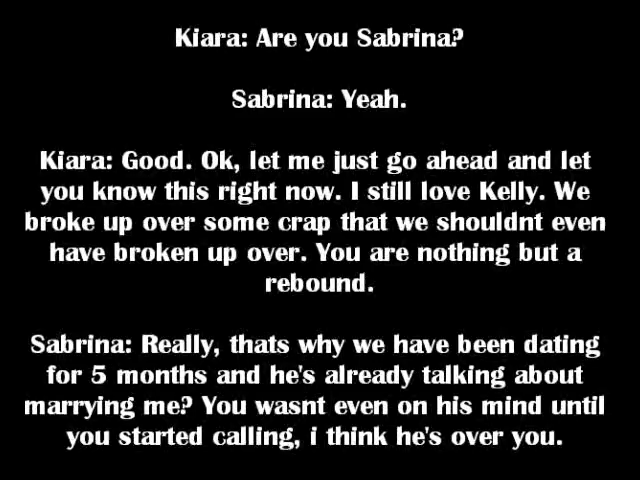 Kiara: Are you Sabrina?
Sabrina: Yeah.
Kiara: Good. Ok, let me just go ahead and let
you know this right now. I still love Kelly. We
broke up over some crap that we shouldnt even
have broken up over. You are nothing but a
rebound.
Sabrina: Really, thats why we have been dating
for 5 months and he's already talking about
marrying me? You wasnt even on his mind until
you started calling, i think he's over you.